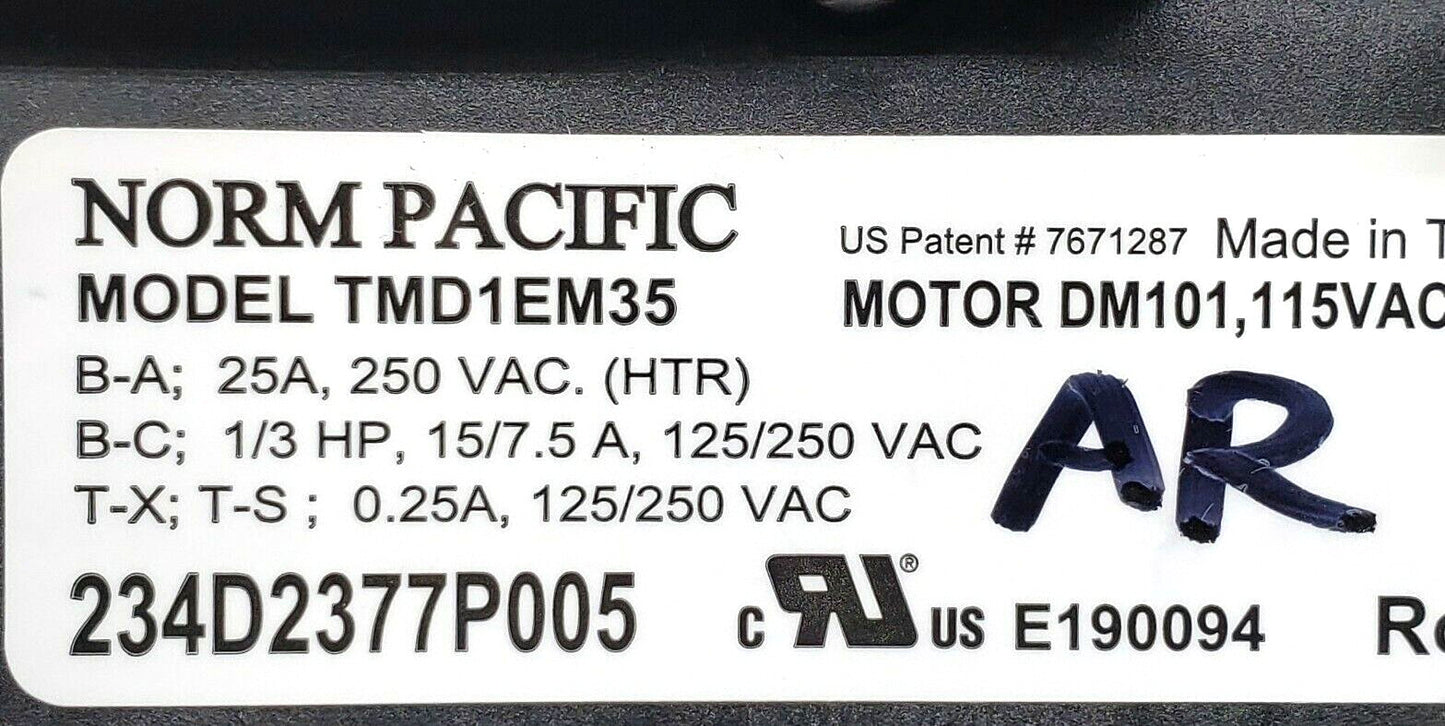 NORM PACIFIC
US Patent # 7671287 Made in
MODEL TMD1EM35
MOTOR DM101,115VAC
B-A; 25A, 250 VAC. (HTR)
B-C; 1/3 HP, 15/7.5 A, 125/250 VAC
T-X; T-S ; 0.25A, 125/250 VAC
AR
234D2377P005
c RU ® US E190094